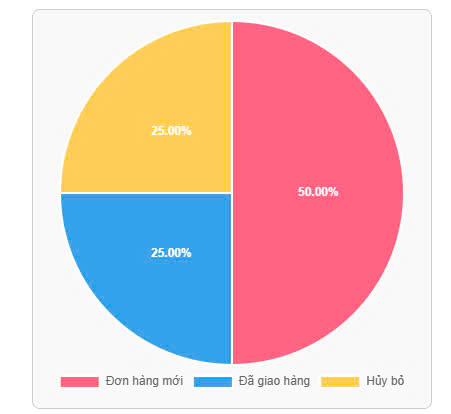 25.00%
50.00%
25.00%
Đơn hàng mới Đã giao hàng Hủy bỏ